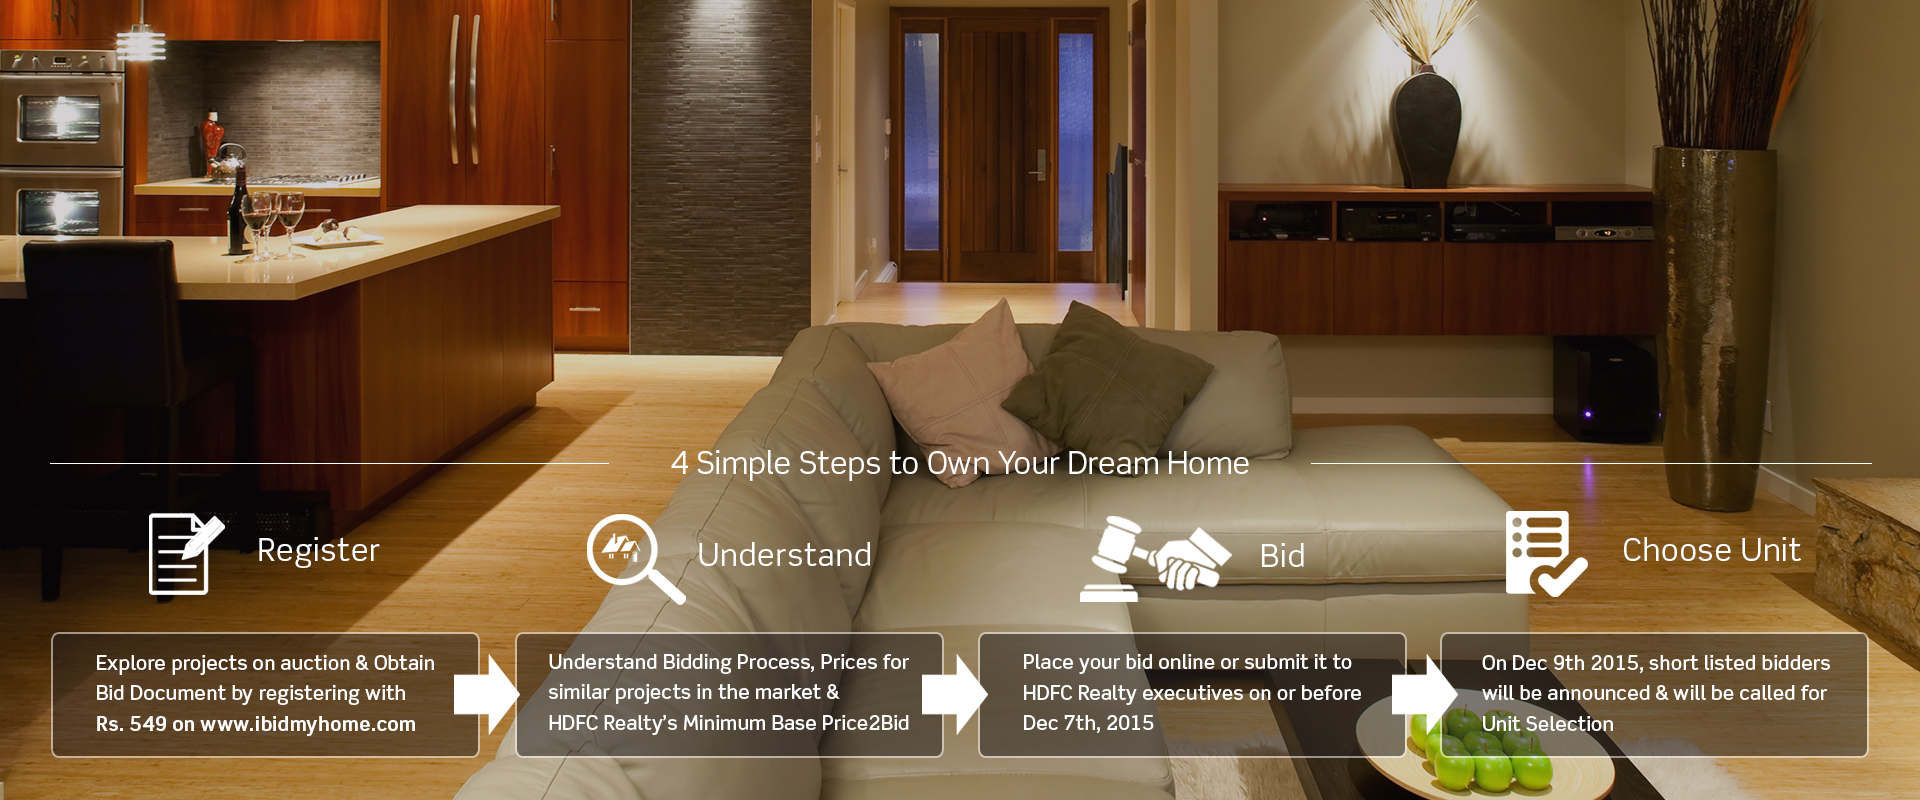 4 Simple Steps to Own Your Dream Home
Register
Understand
Bid
Choose Unit
Explore projects on auction & Obtain
Bid Document by registering with
Rs. 549 on www.ibidmyhome.com
Understand Bidding Process, Prices for
similar projects in the market &
HDFC Realty's Minimum Base Price2Bid
Place your bid online or submit it to
HDFC Realty executives on or before
Dec 7th, 2015
On Dec 9th 2015, short listed bidders
will be announced & will be called for
Unit Selection